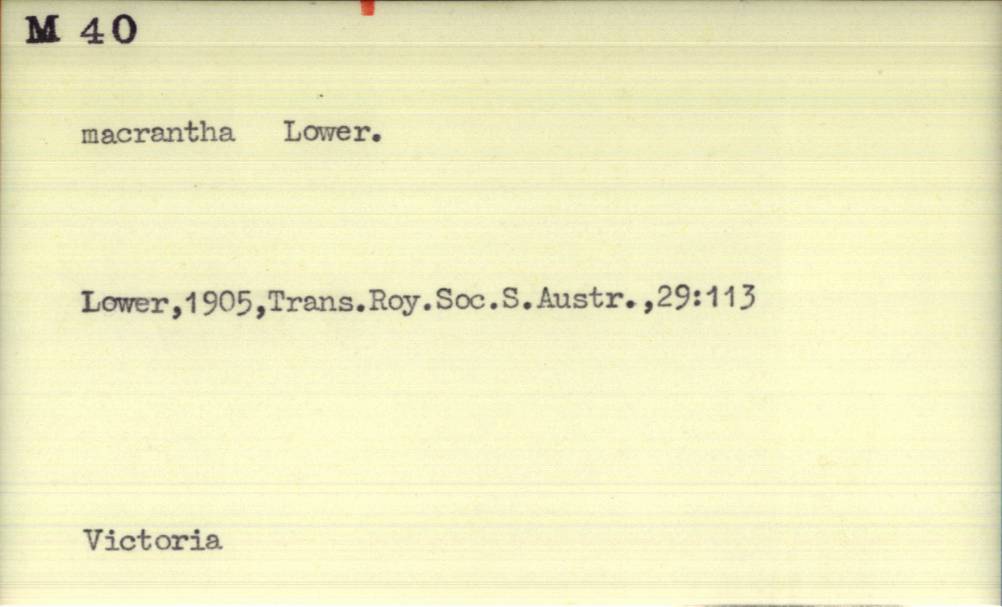 M 40
macrantha Lower.
Lower,1905,Trans.Roy.Soc.S.Austr.,29:113
Victoria